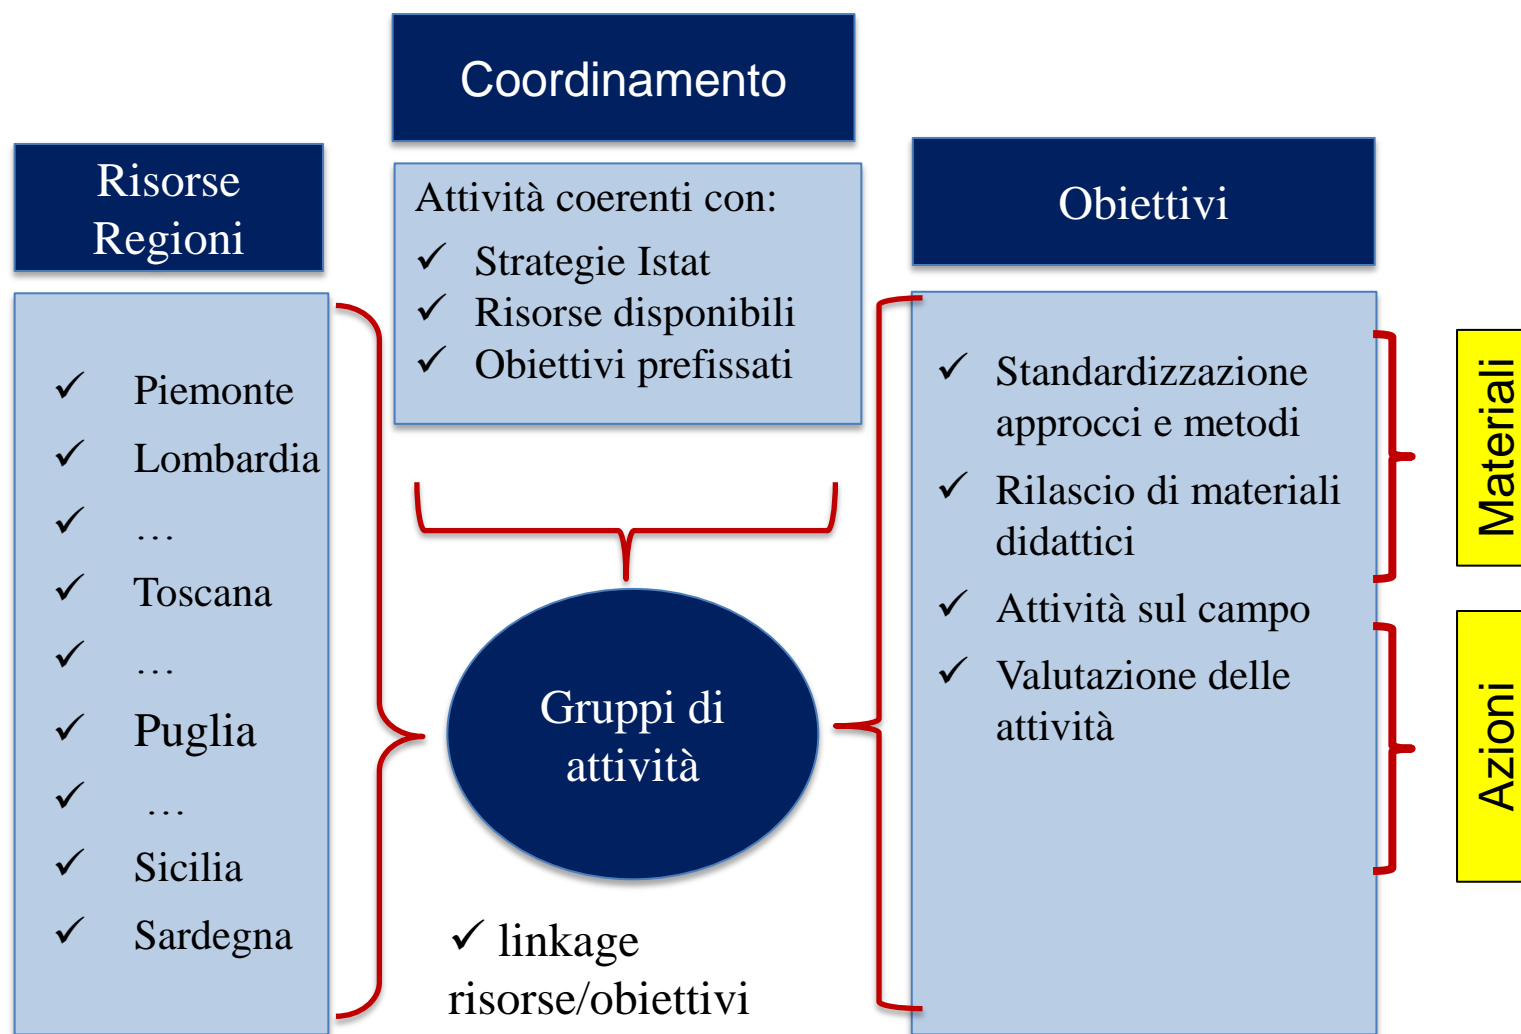 Coordinamento
Risorse
Regioni
Attività coerenti con:
✓ Strategie Istat
✓ Risorse disponibili
✓ Obiettivi prefissati
Obiettivi
✓ Piemonte
✓ Lombardia
✓ …
✓ Toscana
✓ …
✓ Puglia
✓ …
✓ Sicilia
✓ Sardegna
Gruppi di
attività
✓ linkage
risorse/obiettivi
✓ Standardizzazione
approcci e metodi
✓ Rilascio di materiali
didattici
✓ Attività sul campo
✓ Valutazione delle
attività
Materiali
Azioni